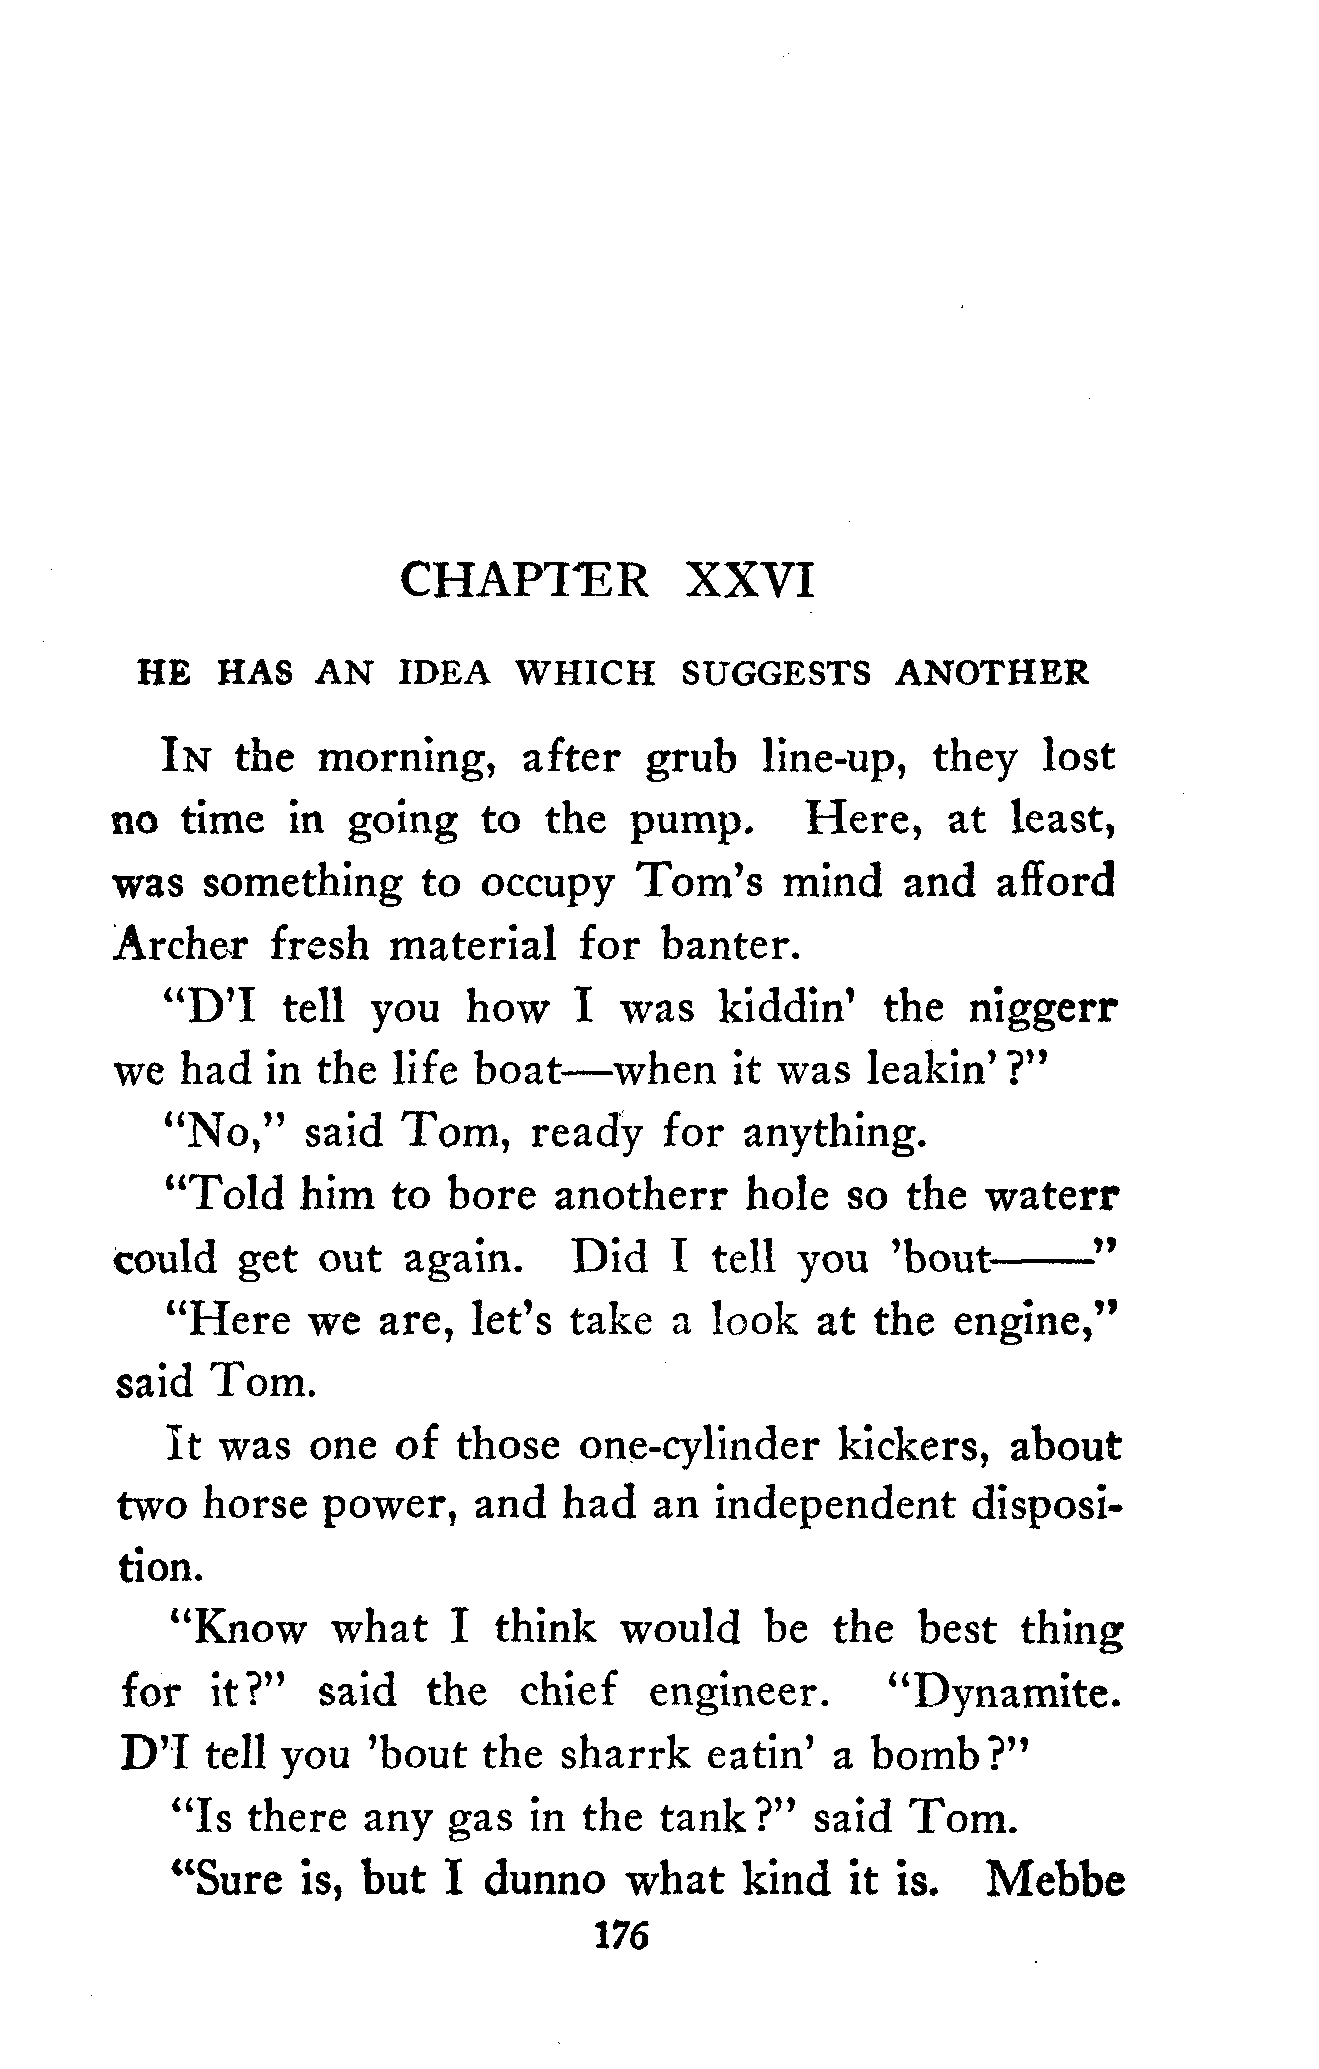 CHAPTER XXVI
HE HAS AN IDEA WHICH SUGGESTS ANOTHER
In the morning, after grub line-up, they lost
no time in going to the pump. Here, at least,
was something to occupy Tom's mind and afford
Archer fresh material for banter.
“D'I tell you how I was kiddin' the niggerr
we had in the life boat—when it was leakin'?”
“No,” said Tom, ready for anything.
“Told him to bore anotherr hole so the waterr
could get out again. Did I tell you 'bout——”
“Here we are, let's take a look at the engine,”
said Tom.
It was one of those one-cylinder kickers, about
two horse power, and had an independent disposi-
tion.
“Know what I think would be the best thing
for it?” said the chief engineer. “Dynamite.
D'I tell you 'bout the sharrk eatin' a bomb?”
“Is there any gas in the tank?” said Tom.
“Sure is, but I dunno what kind it is. Mebbe
176